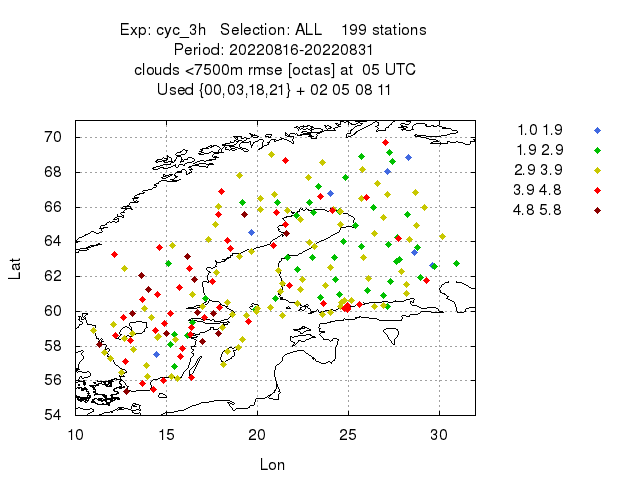 Exp: cyc_3h   Selection: ALL    199 stations
Period: 20220816-20220831
clouds <7500m rmse [octas] at  05 UTC
Used {00,03,18,21} + 02 05 08 11
70
68
66
64
62
60
58
56
54
Lat
10 15 20 25 30
Lon
1.0 1.9
1.9 2.9
2.9 3.9
3.9 4.8
4.8 5.8